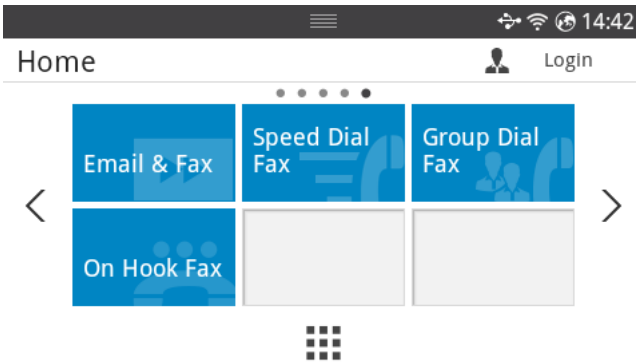 14:42
Home
Login
Email & Fax
Speed Dial
Fax
Group Dial
Fax
On Hook Fax